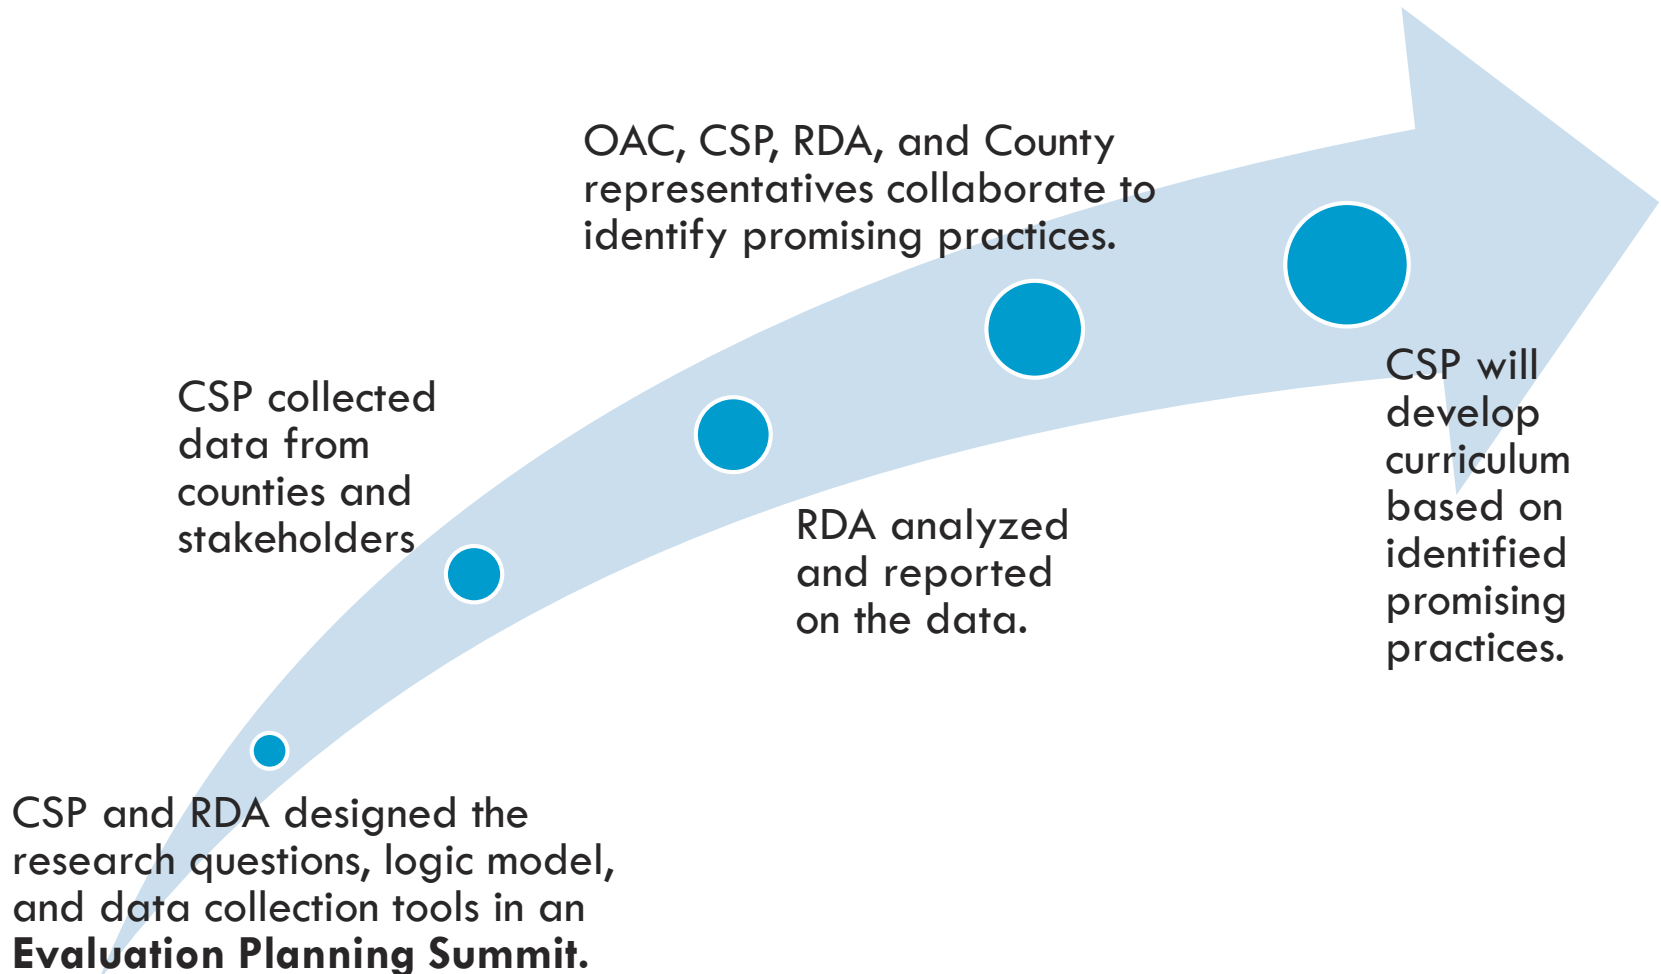 CSP and RDA designed the
research questions, logic model,
and data collection tools in an
Evaluation Planning Summit.
CSP collected
data from
counties and
stakeholders
RDA analyzed
and reported
on the data.
OAC, CSP, RDA, and County
representatives collaborate to
identify promising practices.
CSP will
develop
curriculum
based on
identified
promising
practices.